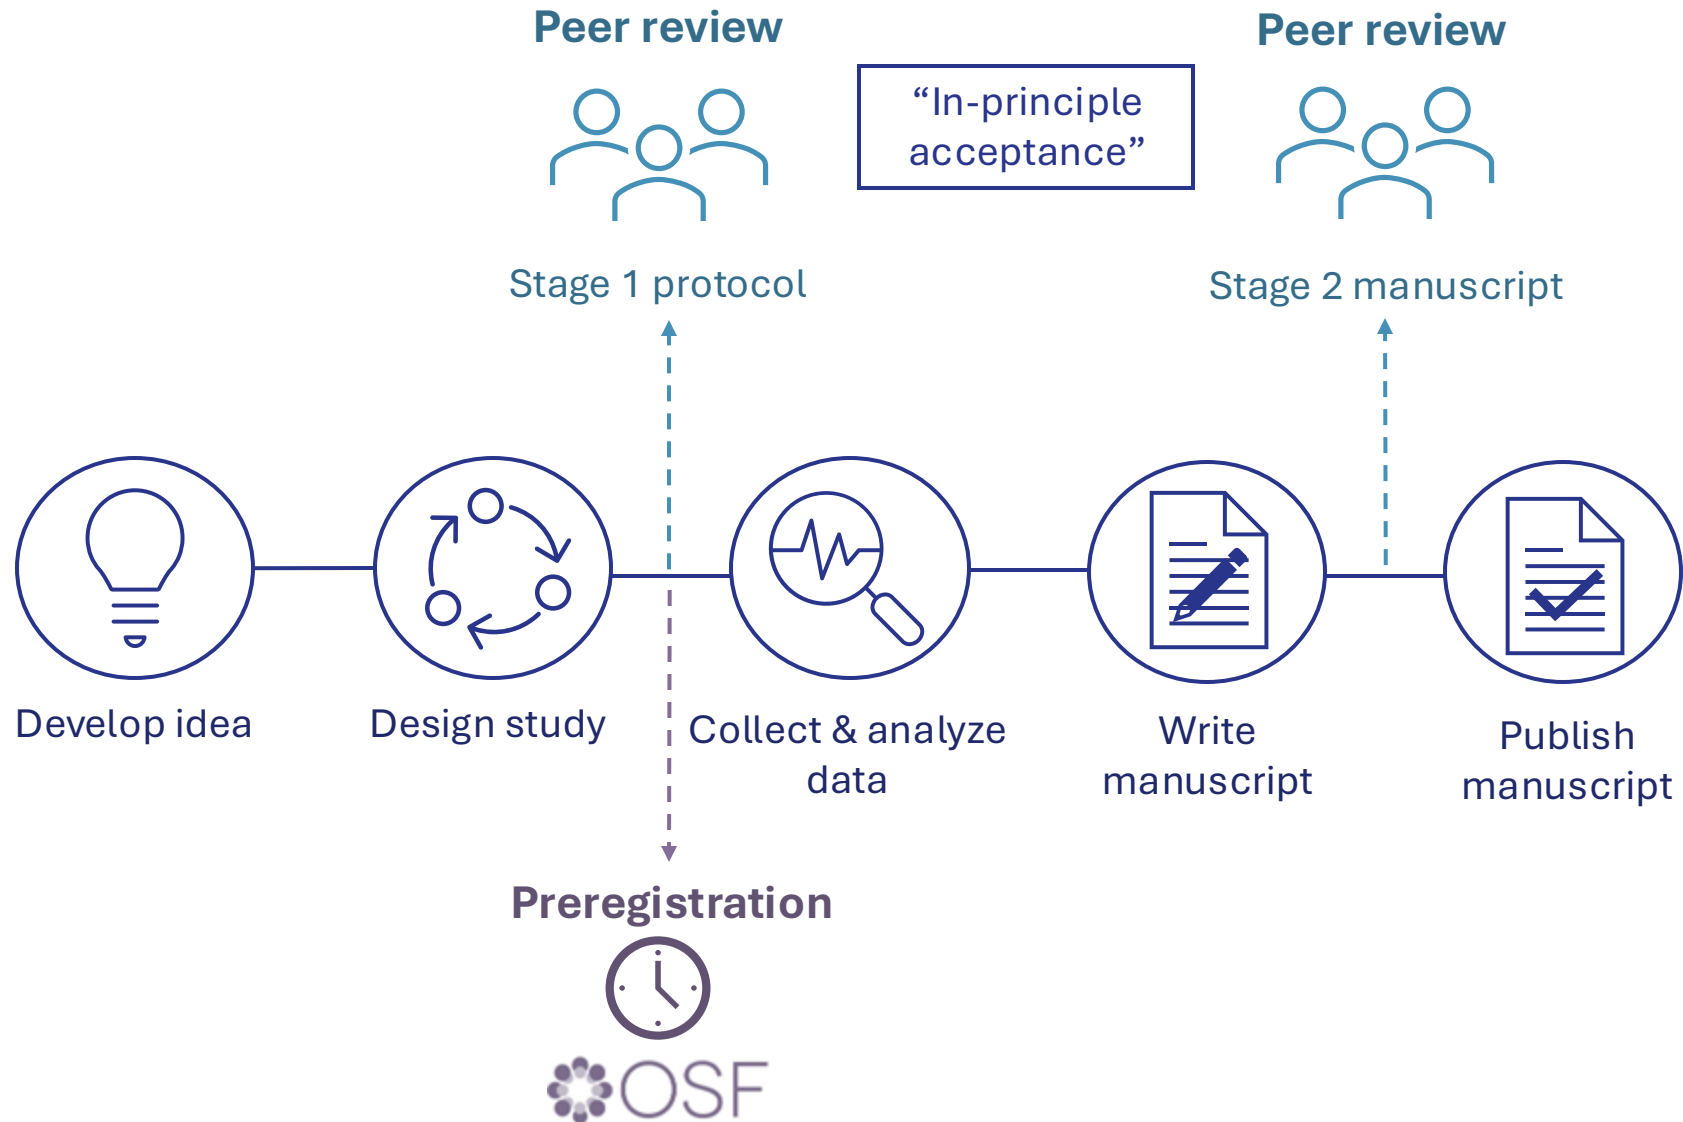 Peer review
Peer review
“In-principle
acceptance”
Stage 1 protocol
Stage 2 manuscript
Develop idea
Design study
Collect & analyze
data
Write
manuscript
Publish
manuscript
Preregistration
OSF